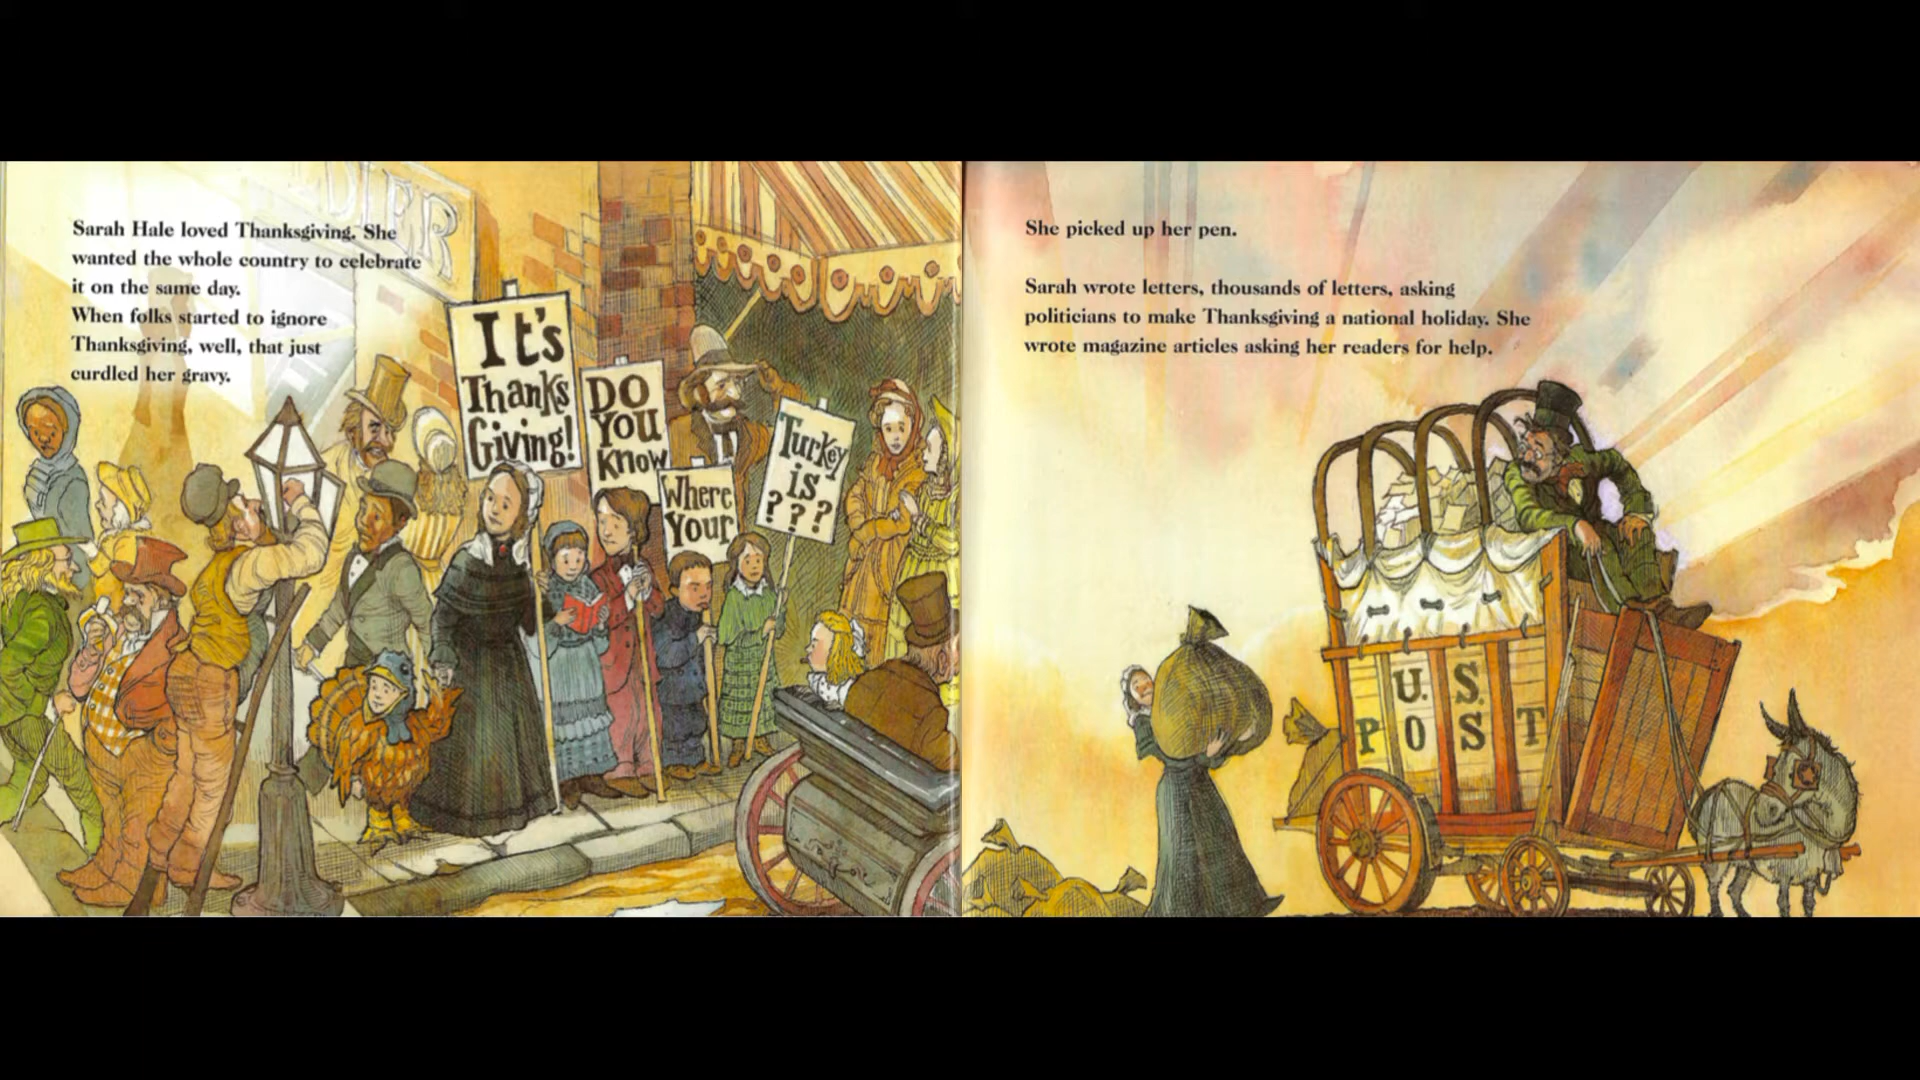 Sarah Hale loved Thanksgiving. She
wanted the whole country to celebrate
it on the same day.
When folks started to ignore
Thanksgiving, well, that just
curdled her gravy.
It's
Thanks
Giving!
DO
YOU
Know
Where
Your
Turkey
is
???
She picked up her pen.
Sarah wrote letters, thousands of letters, asking
politicians to make Thanksgiving a national holiday. She
wrote magazine articles asking her readers for help.
U.S.
POST